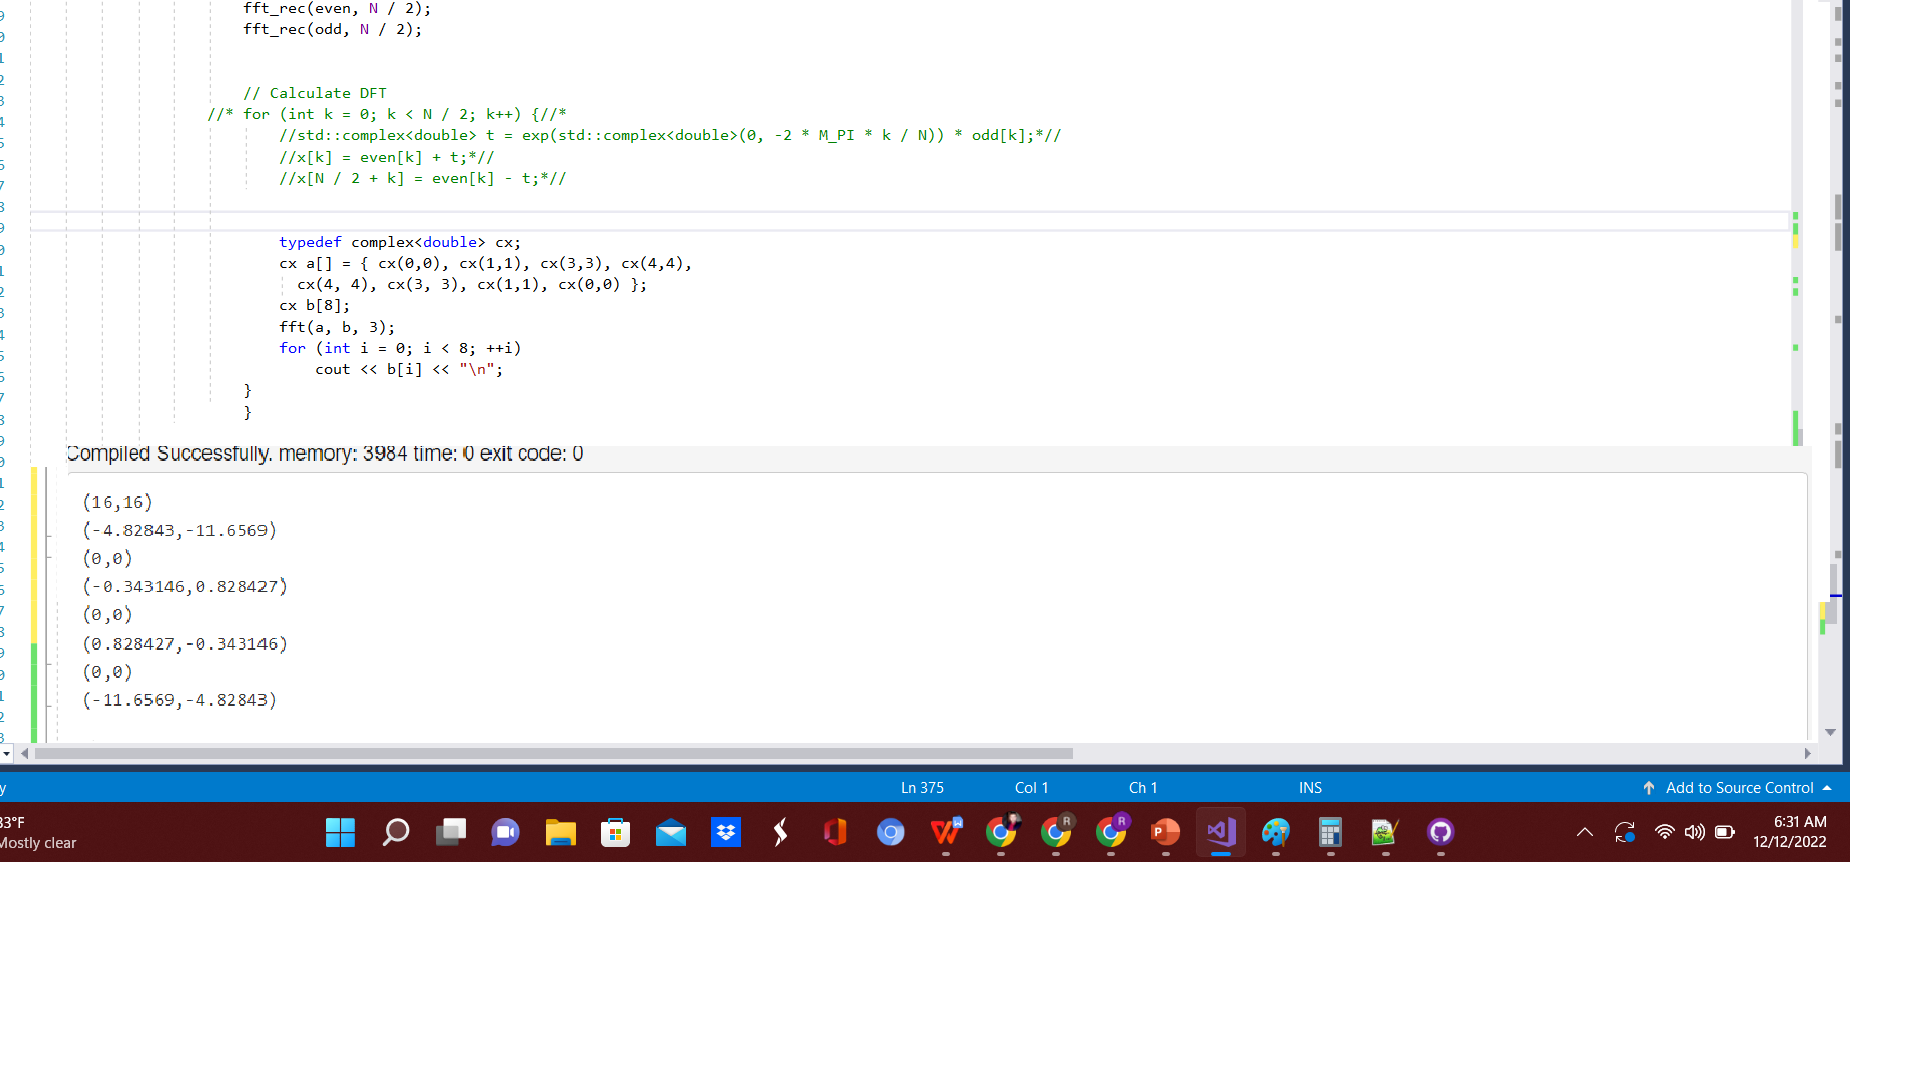 fft_rec(even, N / 2);
fft_rec(odd, N / 2);
// Calculate DFT
//* for (int k = 0; k < N / 2; k++) {//*
//std::complex<double> t = exp(std::complex<double>(0, -2 * M_PI * k / N)) * odd[k];*//
//x[k] = even[k] + t;*//
//x[N / 2 + k] = even[k] - t;*//
typedef complex<double> cx;
cx a[] = { cx(0,0), cx(1,1), cx(3,3), cx(4,4),
cx(4, 4), cx(3, 3), cx(1,1), cx(0,0) };
cx b[8];
fft(a, b, 3);
for (int i = 0; i < 8; ++i)
cout << b[i] << "\n";
}
}
Compiled Successfully. memory: 3984 time: 0 exit code: 0
(16,16)
(-4.82843,-11.6569)
(0,0)
(-0.343146,0.828427)
(0,0)
(0.828427,-0.343146)
(0,0)
(-11.6569,-4.82843)
y Ln 375 Col 1 Ch 1 INS Add to Source Control
33°F
Mostly clear
6:31 AM
12/12/2022